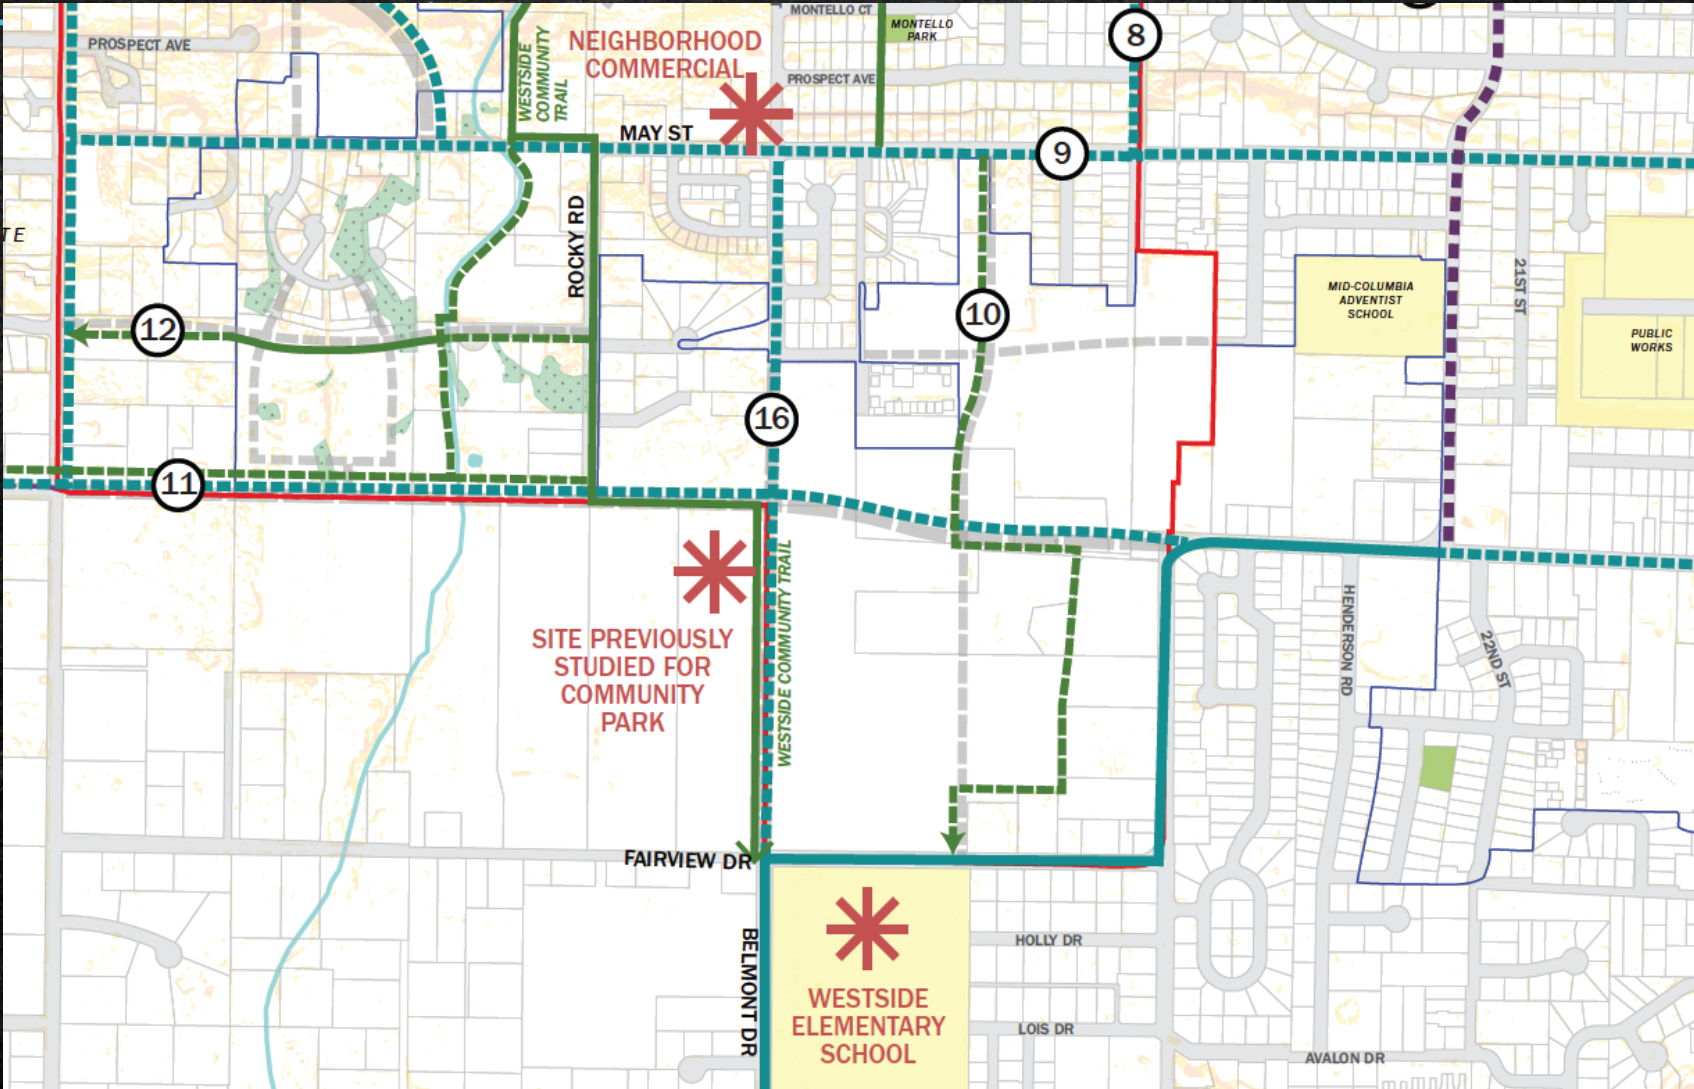 MONTELLO CT
MONTELLO
PARK
8
PROSPECT AVE
WESTSIDE
COMMUNITY
TRAIL
NEIGHBORHOOD
COMMERCIAL
PROSPECT AVE
MAY ST
9
ROCKY RD
TE
12
10
MID-COLUMBIA
ADVENTIST
SCHOOL
21ST ST
PUBLIC
WORKS
16
11
WESTSIDE COMMUNITY TRAIL
SITE PREVIOUSLY
STUDIED FOR
COMMUNITY
PARK
HENDERSON RD
22ND ST
FAIRVIEW DR
BELMONT DR
WESTSIDE
ELEMENTARY
SCHOOL
HOLLY DR
LOIS DR
AVALON DR